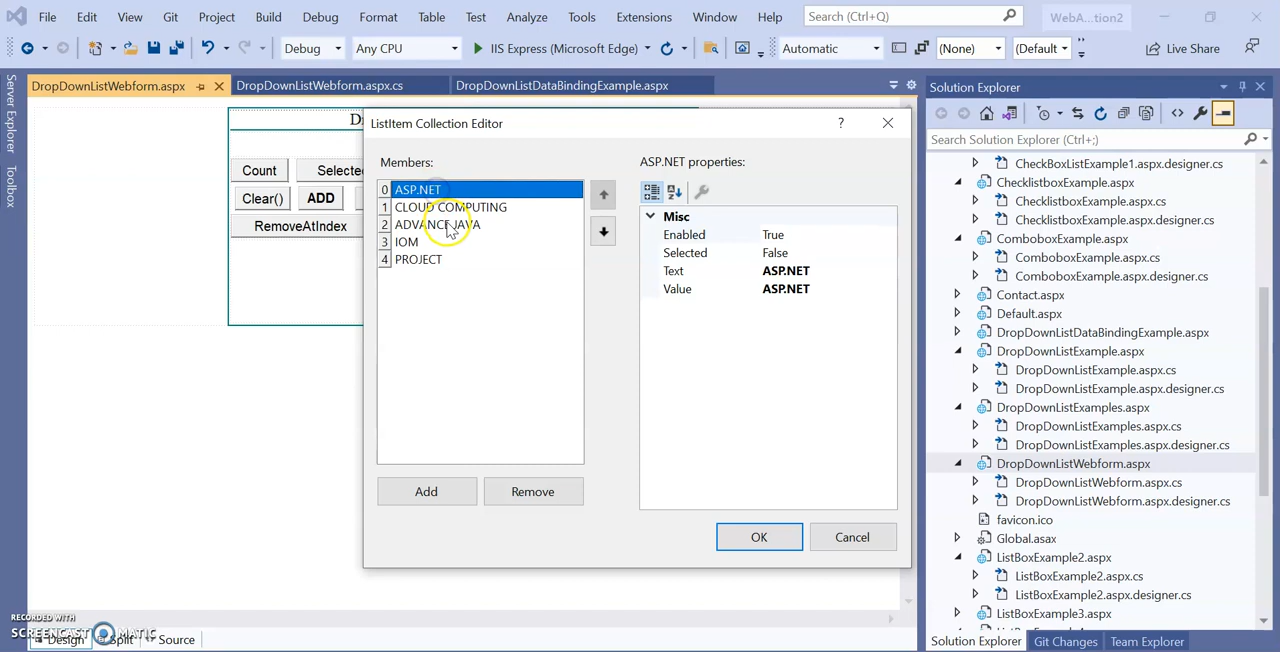 File Edit View Git Project Build Debug Format Table Test Analyze Tools Extensions Window Help Search (Ctrl+Q) WebA...tion2
Debug Any CPU IIS Express (Microsoft Edge) Automatic (None) (Default Live Share
Server Explorer
Toolbox
DropDownListWebform.aspx DropDownListWebform.aspx.cs DropDownListDataBindingExample.aspx
D
Count Selected
Clear() ADD
RemoveAtIndex
ListItem Collection Editor ?
Members:
0 ASP.NET
1 CLOUD COMPUTING
2 ADVANCE JAVA
3 IOM
4 PROJECT
Add Remove
ASP.NET properties:
Misc
Enabled True
Selected False
Text ASP.NET
Value ASP.NET
OK Cancel
Solution Explorer
Search Solution Explorer (Ctrl+;)
CheckBoxListExample1.aspx.designer.cs
ChecklistboxExample.aspx
ChecklistboxExample.aspx.cs
ChecklistboxExample.aspx.designer.cs
ComboboxExample.aspx
ComboboxExample.aspx.cs
ComboboxExample.aspx.designer.cs
Contact.aspx
Default.aspx
DropDownListDataBindingExample.aspx
DropDownListExample.aspx
DropDownListExample.aspx.cs
DropDownListExample.aspx.designer.cs
DropDownListExamples.aspx
DropDownListExamples.aspx.cs
DropDownListExamples.aspx.designer.cs
DropDownListWebform.aspx
DropDownListWebform.aspx.cs
DropDownListWebform.aspx.designer.cs
favicon.ico
Global.asax
ListBoxExample2.aspx
ListBoxExample2.aspx.cs
ListBoxExample2.aspx.designer.cs
ListBoxExample3.aspx
Solution Explorer Git Changes Team Explorer
RECORDED WITH
SCREENCAST MATIC
Design Split Source